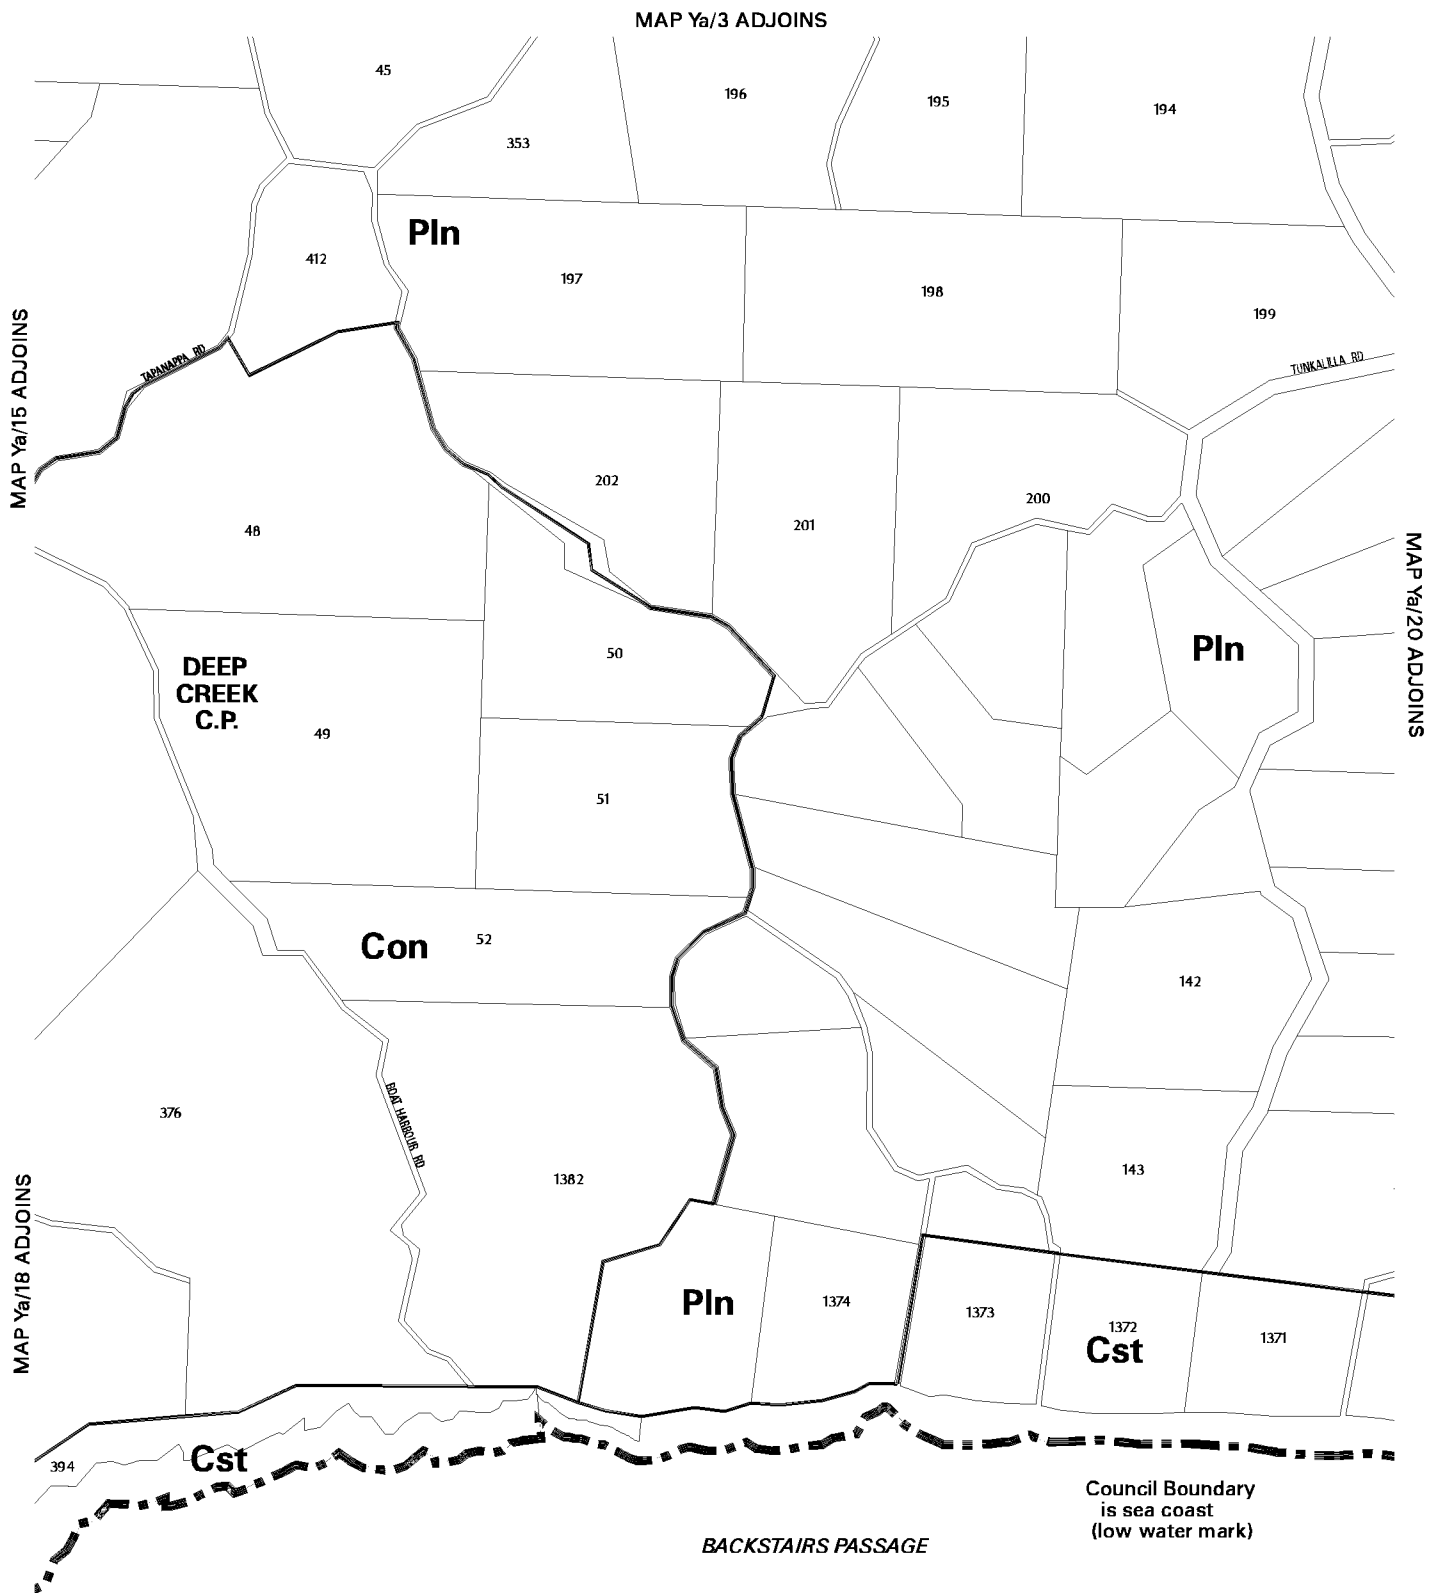 MAP Ya/3 ADJOINS
45
196
195
194
353
Pln
412
197
198
199
MAP Ya/15 ADJOINS
TAPANAPPA RD
TUNKALILLA RD
202
200
201
48
MAP Ya/20 ADJOINS
50
Pln
DEEP
CREEK
C.P.
49
51
Con
52
142
376
BOAT HARBOUR RD
1382
143
MAP Ya/18 ADJOINS
Pln
1374
1373
1372
1371
Cst
Cst
394
Council Boundary
is sea coast
(low water mark)
BACKSTAIRS PASSAGE